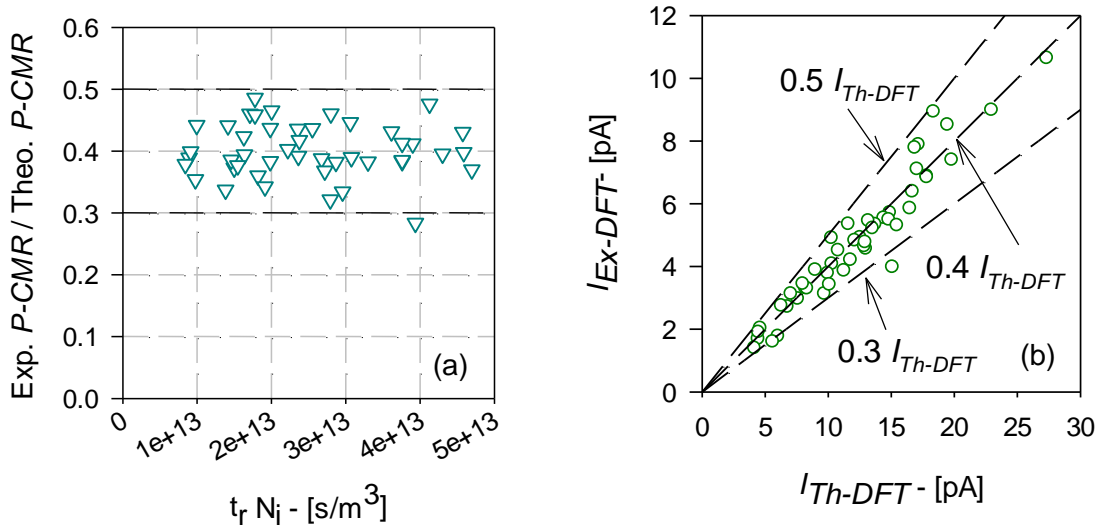 Exp. P-CMR / Theo. P-CMR
0.6
0.5
0.4
0.3
0.2
0.1
0.0
(a)
0
1e+13
2e+13
3e+13
4e+13
5e+13
t_r N_i - [s/m^3]
I_Ex-DFT - [pA]
12
10
8
6
4
2
0
0.5 I_Th-DFT
0.4 I_Th-DFT
0.3 I_Th-DFT
(b)
0
5
10
15
20
25
30
I_Th-DFT - [pA]